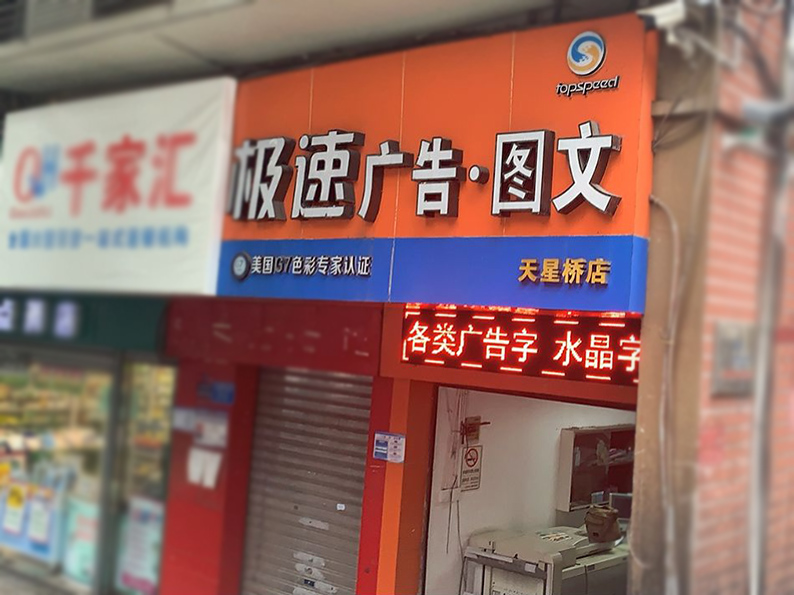 topspeed
极速广告·图文
美国G7色彩专家认证
天星桥店
各类广告字 水晶字
千家汇